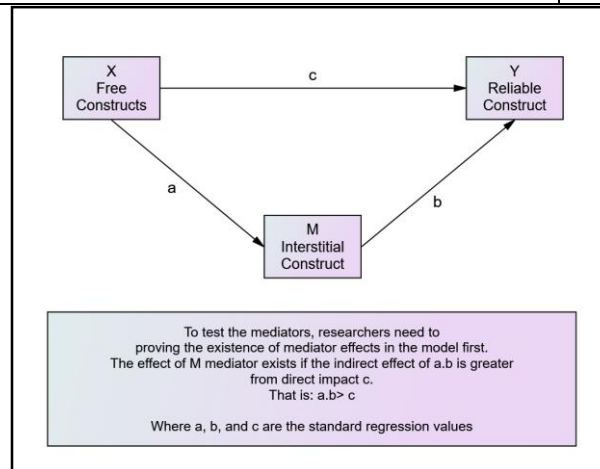 X
Free
Constructs
c
Y
Reliable
Construct
a
b
M
Interstitial
Construct
To test the mediators, researchers need to
proving the existence of mediator effects in the model first.
The effect of M mediator exists if the indirect effect of a.b is greater
from direct impact c.
That is: a.b> c
Where a, b, and c are the standard regression values